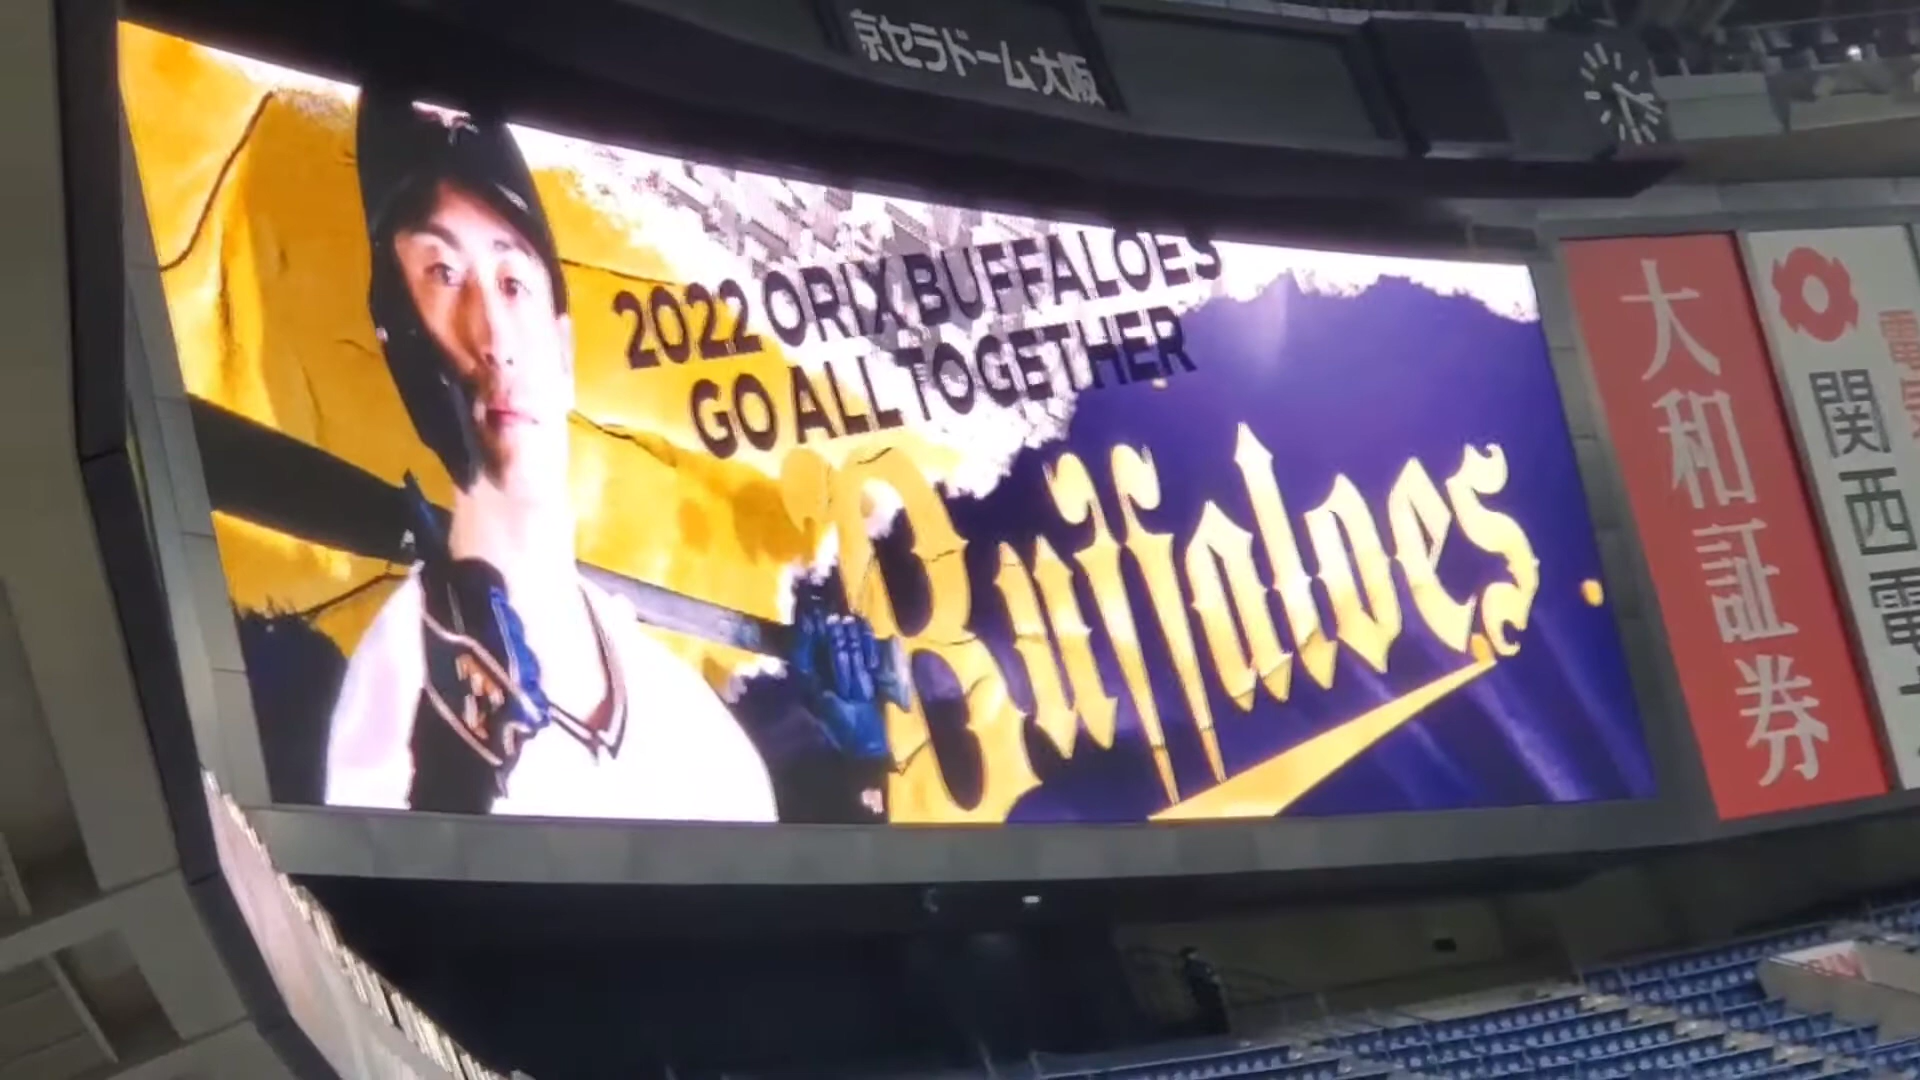 京セラドーム大阪
2022 ORIX BUFFALOES
GO ALL TOGETHER
Buffaloes
大和証券
関西電